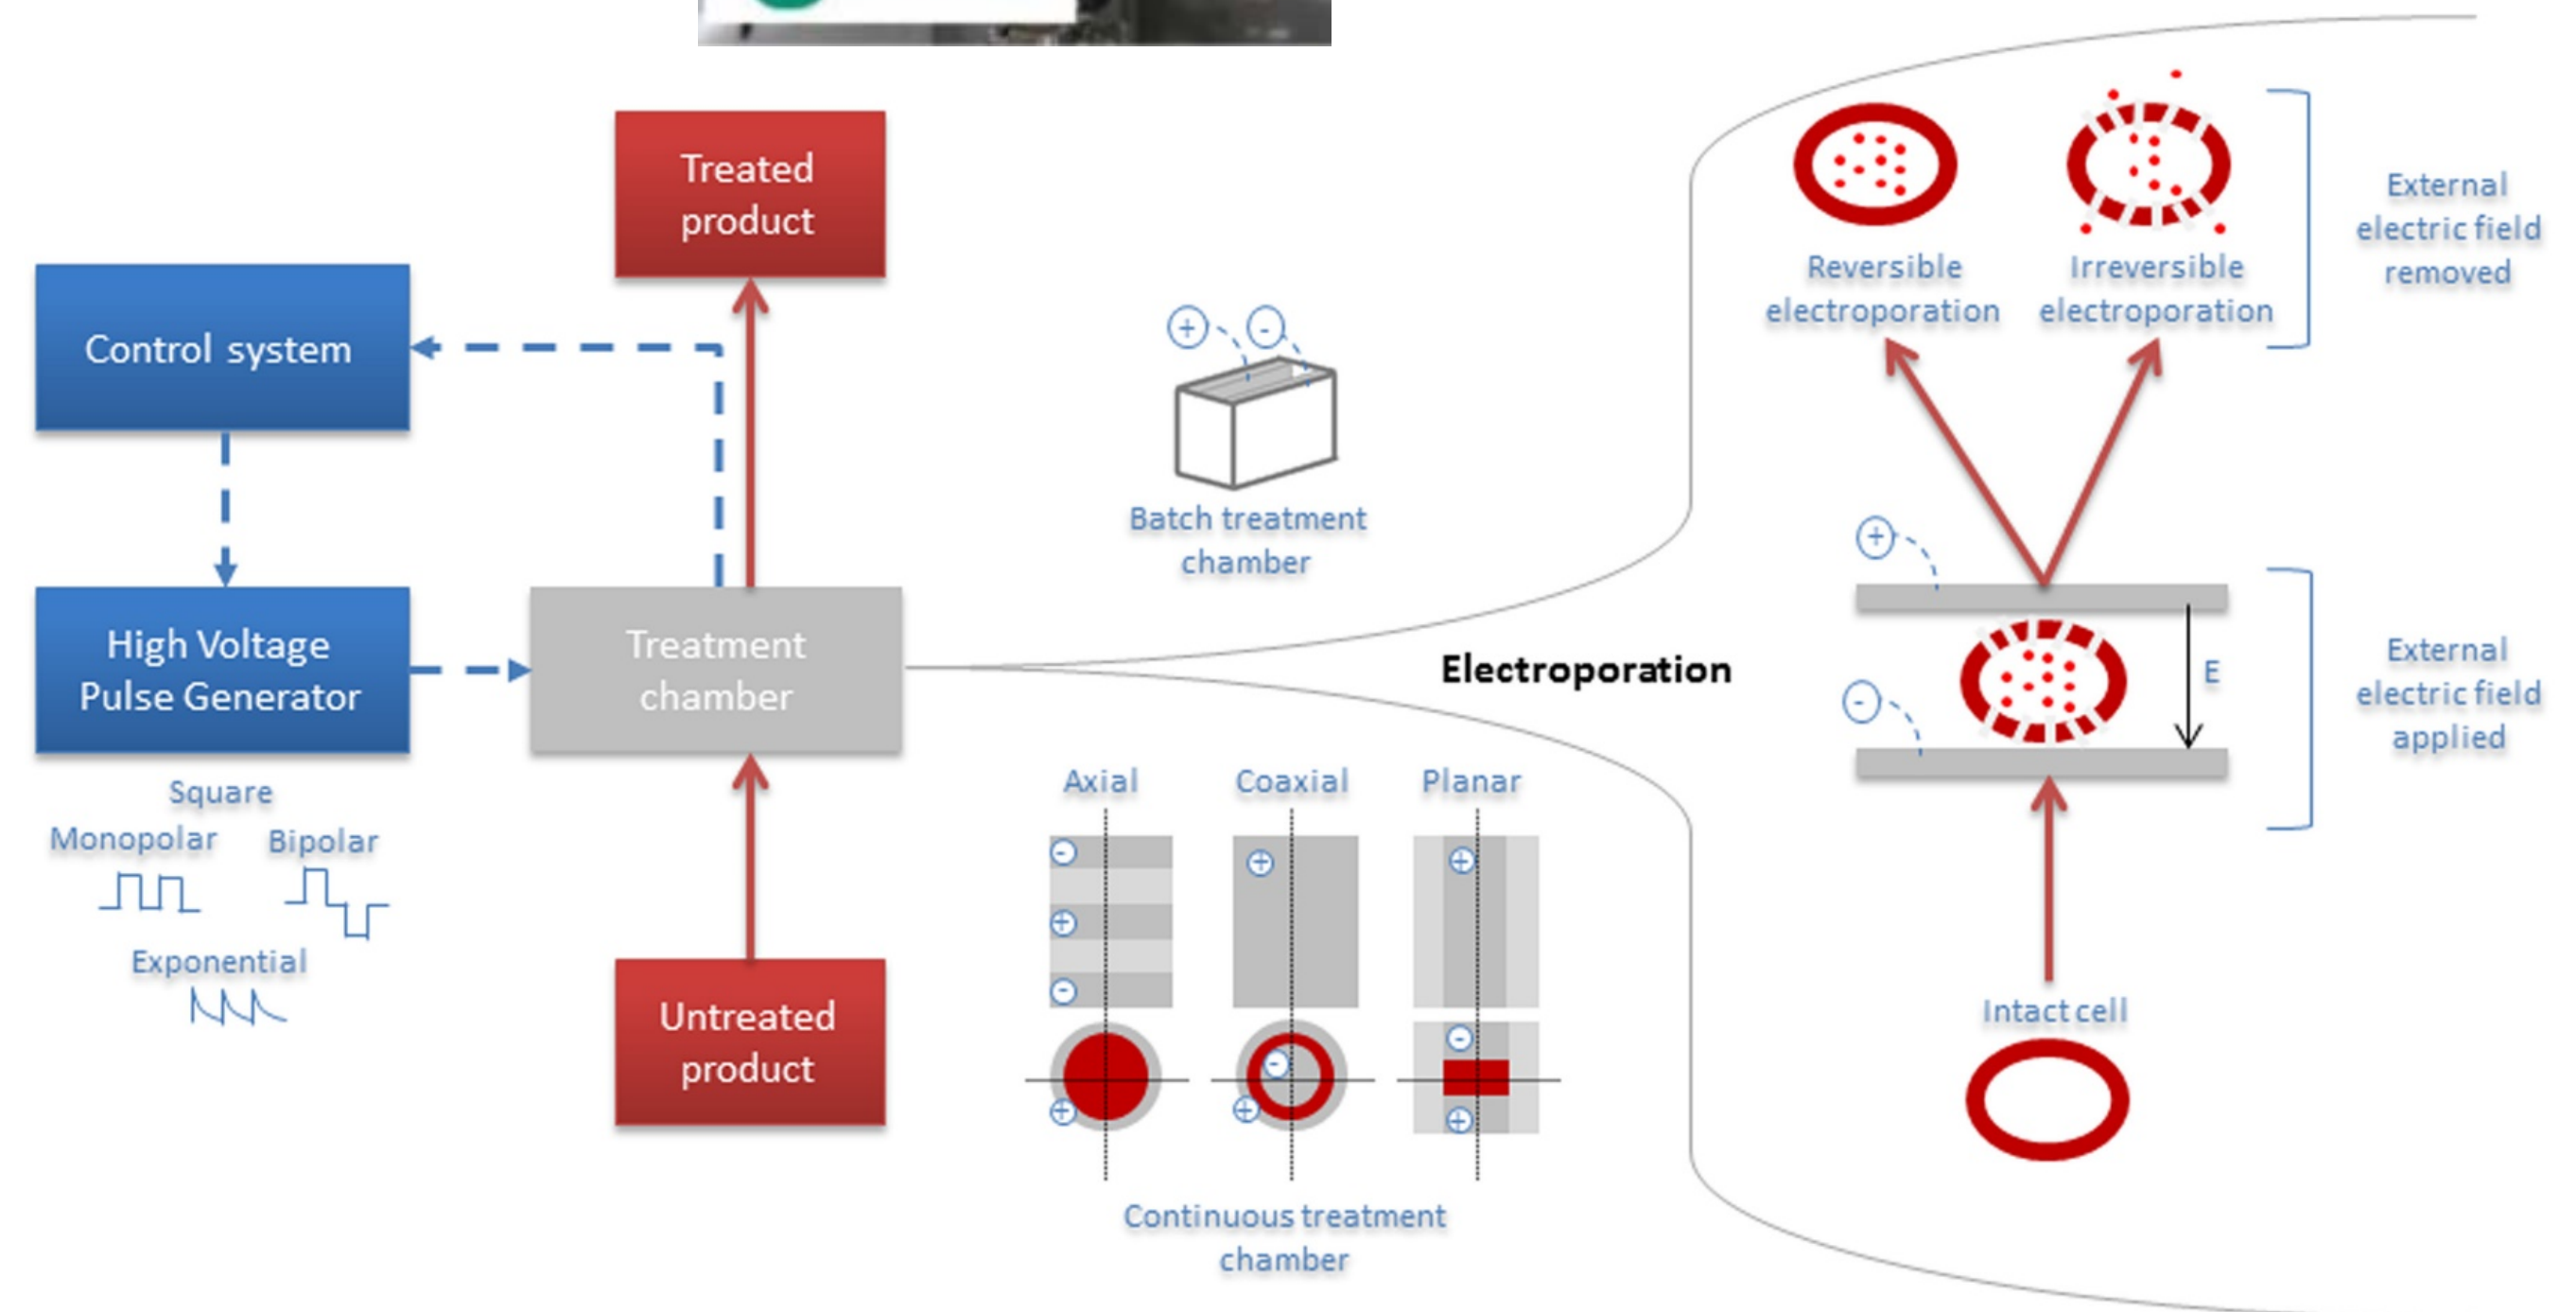 Treated
product
Control system
High Voltage
Pulse Generator
Treatment
chamber
Square
Monopolar
Bipolar
Exponential
Untreated
product
+
-
Batch treatment
chamber
Electroporation
Axial
Coaxial
Planar
-
+
-
+
+
+
-
+
-
+
Continuous treatment
chamber
Reversible
electroporation
Irreversible
electroporation
External
electric field
removed
+
-
E
External
electric field
applied
Intact cell